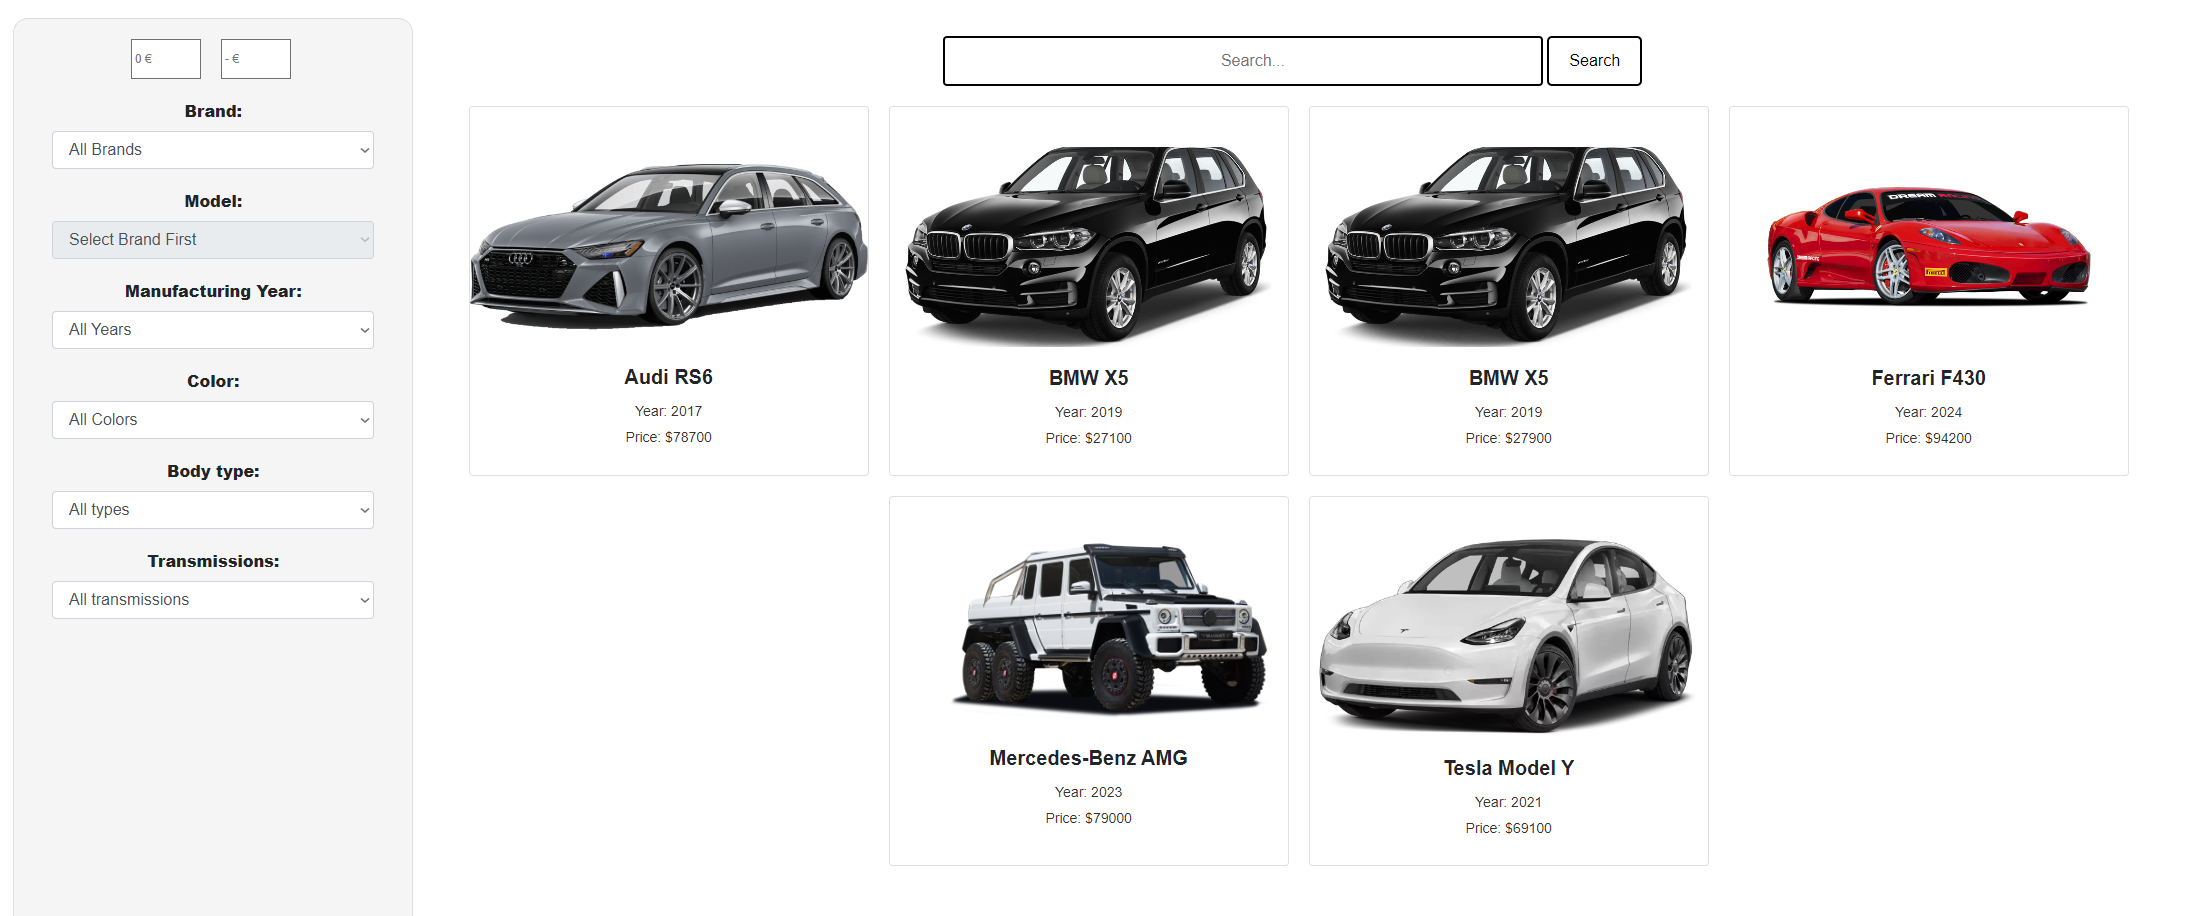 0 €
- €
Brand:
All Brands
Model:
Select Brand First
Manufacturing Year:
All Years
Color:
All Colors
Body type:
All types
Transmissions:
All transmissions
Search...
Search
Audi RS6
Year: 2017
Price: $78700
BMW X5
Year: 2019
Price: $27100
BMW X5
Year: 2019
Price: $27900
DREAM RACING
PIRELLI
Ferrari F430
Year: 2024
Price: $94200
Mercedes-Benz AMG
Year: 2023
Price: $79000
Tesla Model Y
Year: 2021
Price: $69100